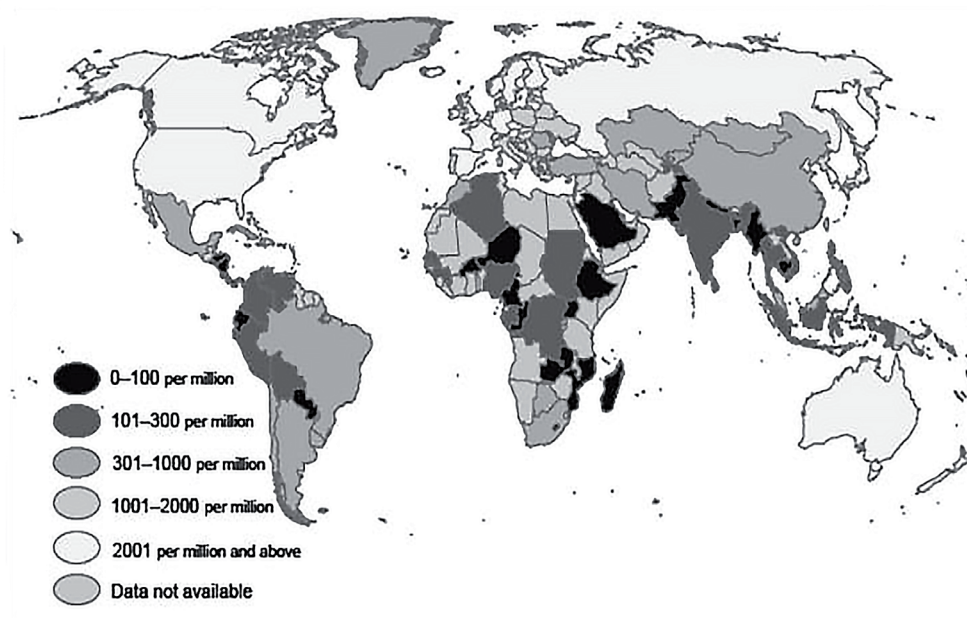 0–100 per million
101–300 per million
301–1000 per million
1001–2000 per million
2001 per million and above
Data not available